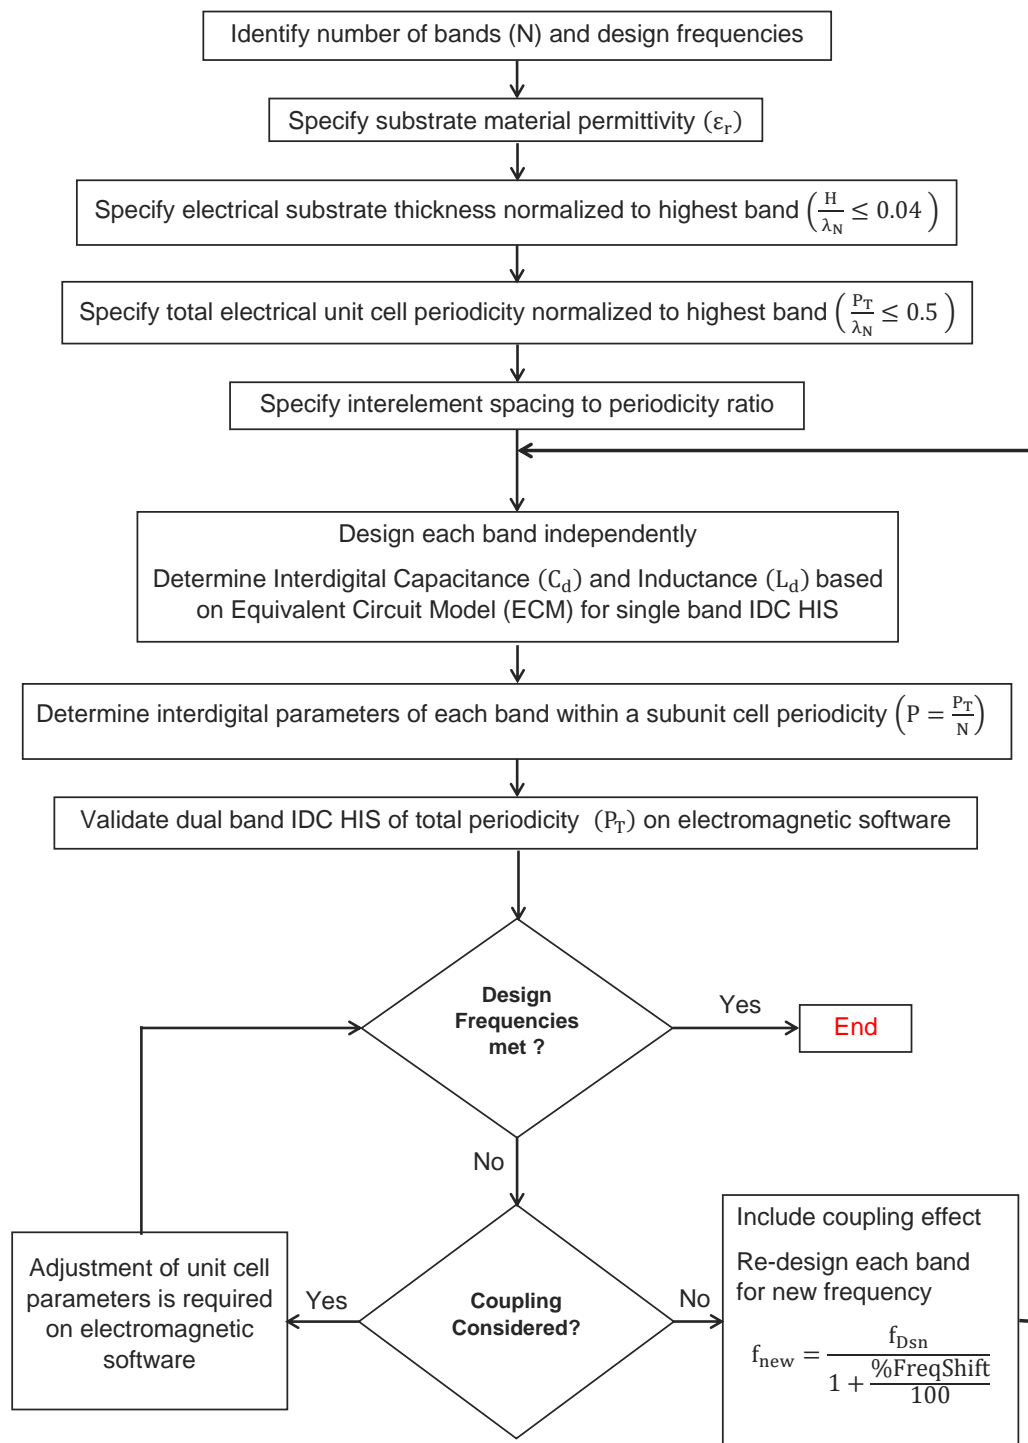 Identify number of bands (N) and design frequencies
Specify substrate material permittivity (εr)
Specify electrical substrate thickness normalized to highest band (H/λN ≤ 0.04)
Specify total electrical unit cell periodicity normalized to highest band (PT/λN ≤ 0.5)
Specify interelement spacing to periodicity ratio
Design each band independently
Determine Interdigital Capacitance (Cd) and Inductance (Ld) based
on Equivalent Circuit Model (ECM) for single band IDC HIS
Determine interdigital parameters of each band within a subunit cell periodicity (P = PT/N)
Validate dual band IDC HIS of total periodicity (PT) on electromagnetic software
Design
Frequencies
met ?
Yes
End
No
Coupling
Considered?
Yes
Adjustment of unit cell
parameters is required
on electromagnetic
software
No
Include coupling effect
Re-design each band
for new frequency
fnew = fDsn / (1 + %FreqShift/100)